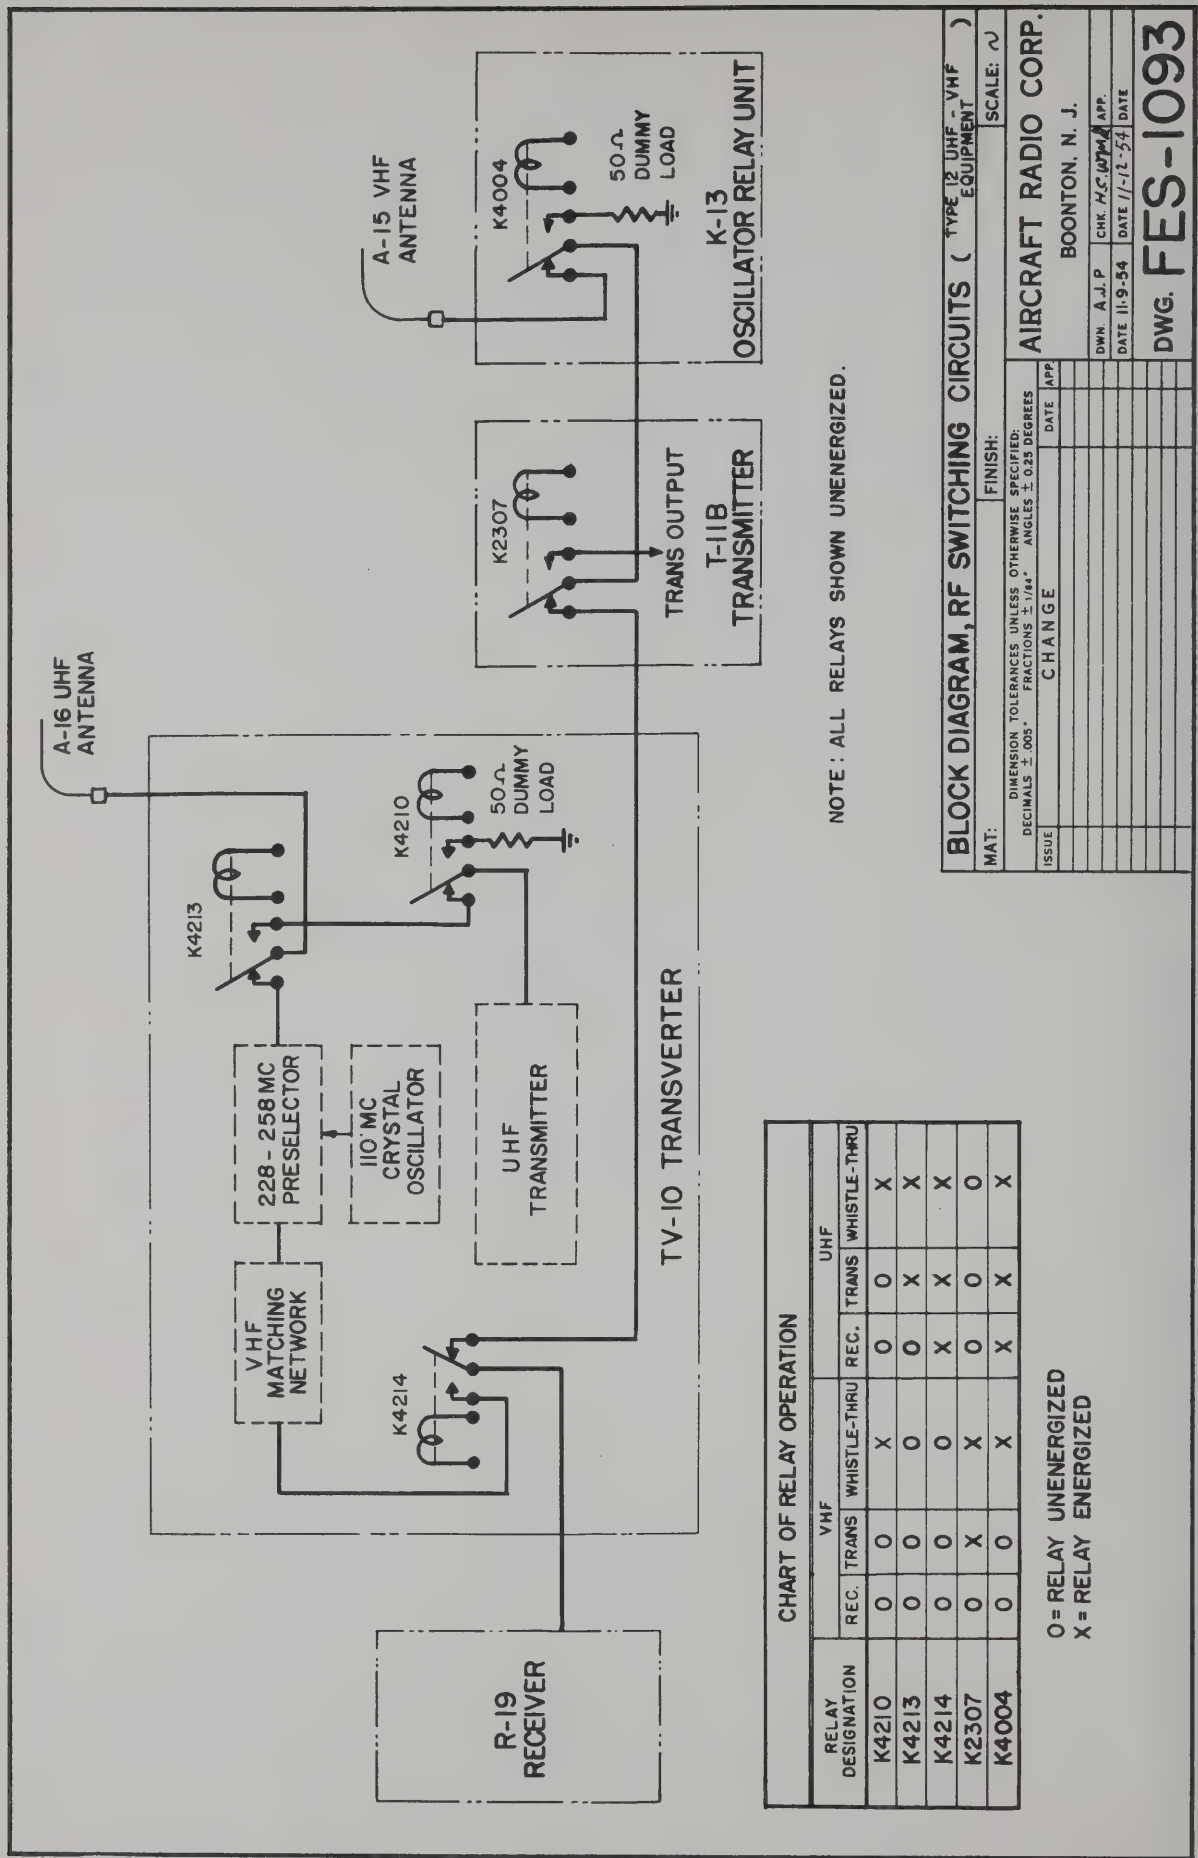 A-16 UHF
ANTENNA
A-15 VHF
ANTENNA
K4213
228-258MC
PRESELECTOR
VHF
MATCHING
NETWORK
110 MC
CRYSTAL
OSCILLATOR
K4210
50Ω
DUMMY
LOAD
K4214
UHF
TRANSMITTER
TV-10 TRANSVERTER
R-19
RECEIVER
K2307
TRANS OUTPUT
T-11B
TRANSMITTER
K4004
50Ω
DUMMY
LOAD
K-13
OSCILLATOR RELAY UNIT
NOTE: ALL RELAYS SHOWN UNENERGIZED.
CHART OF RELAY OPERATION
RELAY DESIGNATION VHF UHF
REC. TRANS WHISTLE-THRU REC. TRANS WHISTLE-THRU
K4210 O O X O O X
K4213 O O O O X X
K4214 O O O X X X
K2307 O X X O O O
K4004 O O X X X X
O = RELAY UNENERGIZED
X = RELAY ENERGIZED
BLOCK DIAGRAM, RF SWITCHING CIRCUITS ( TYPE 12 UHF - VHF EQUIPMENT )
MAT: FINISH: SCALE: ~
DIMENSION TOLERANCES UNLESS OTHERWISE SPECIFIED:
DECIMALS ± .005" FRACTIONS ± 1/64" ANGLES ± 0.25 DEGREES
ISSUE CHANGE DATE APP.
AIRCRAFT RADIO CORP.
BOONTON, N. J.
DWN. A.J.P CHK. APP.
DATE 11-9-54 DATE 11-12-54 DATE
DWG. FES-1093